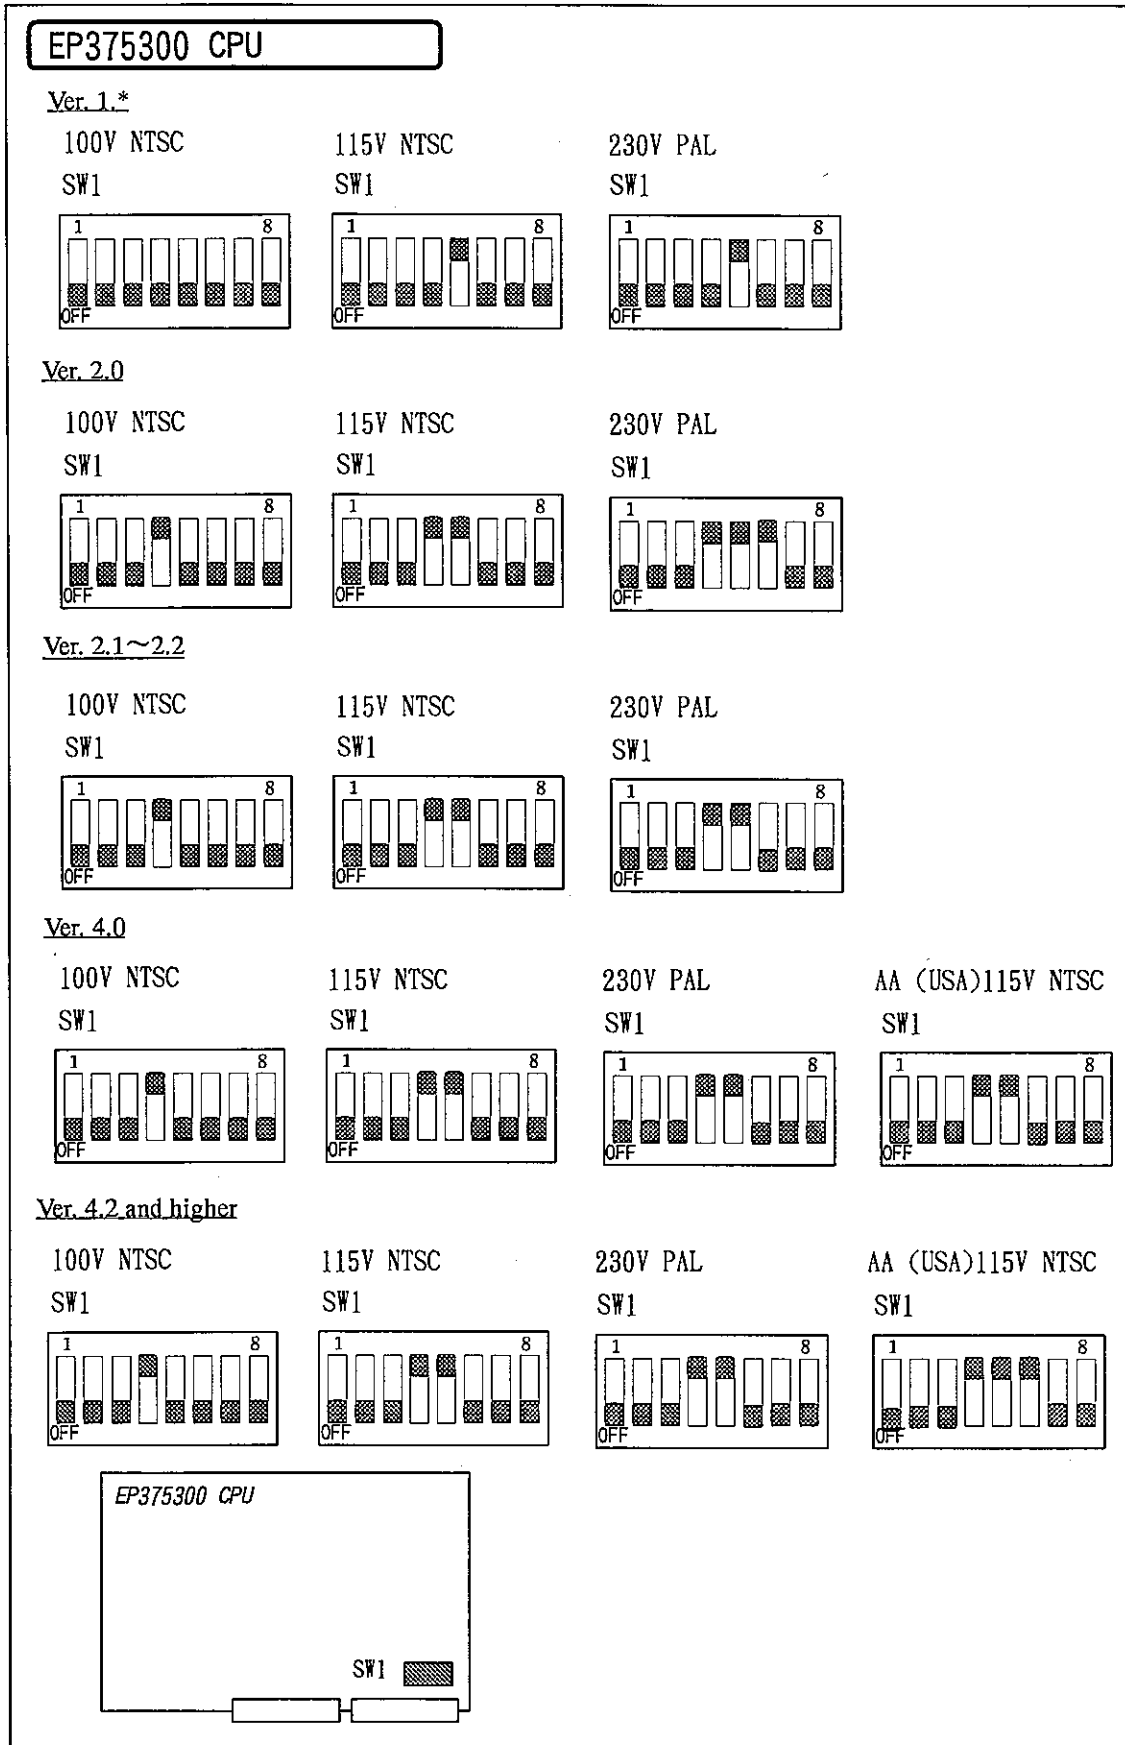 EP375300 CPU
Ver. 1.*
100V NTSC 115V NTSC 230V PAL
SW1 SW1 SW1
1 8 1 8 1 8
OFF OFF OFF
Ver. 2.0
100V NTSC 115V NTSC 230V PAL
SW1 SW1 SW1
1 8 1 8 1 8
OFF OFF OFF
Ver. 2.1～2.2
100V NTSC 115V NTSC 230V PAL
SW1 SW1 SW1
1 8 1 8 1 8
OFF OFF OFF
Ver. 4.0
100V NTSC 115V NTSC 230V PAL AA (USA)115V NTSC
SW1 SW1 SW1 SW1
1 8 1 8 1 8 1 8
OFF OFF OFF OFF
Ver. 4.2 and higher
100V NTSC 115V NTSC 230V PAL AA (USA)115V NTSC
SW1 SW1 SW1 SW1
1 8 1 8 1 8 1 8
OFF OFF OFF OFF
EP375300 CPU
SW1